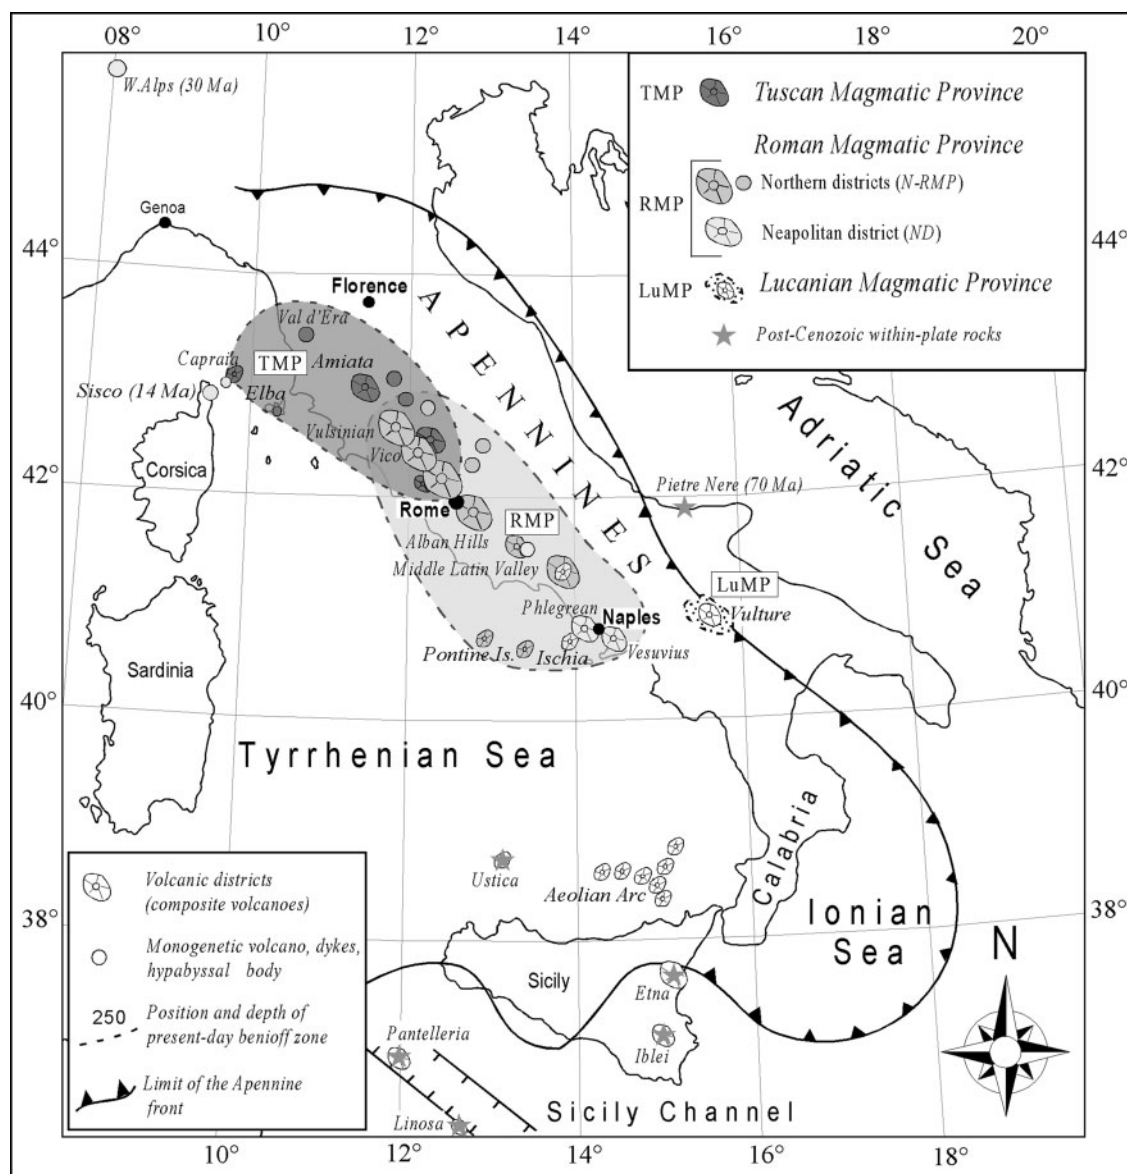 08°
10°
12°
14°
16°
18°
20°
W.Alps (30 Ma)
TMP
Tuscan Magmatic Province
Roman Magmatic Province
RMP
Northern districts (N-RMP)
Neapolitan district (ND)
LuMP
Lucanian Magmatic Province
Post-Cenozoic within-plate rocks
Genoa
44°
44°
Florence
APENNINES
Val d'Era
Capraia
TMP
Amiata
Sisco (14 Ma)
Elba
Vulsinian
Vico
Corsica
42°
42°
Adriatic Sea
Pietre Nere (70 Ma)
Rome
RMP
Alban Hills
Middle Latin Valley
LuMP
Vulture
Phlegrean
Naples
Pontine Is.
Ischia
Vesuvius
Sardinia
40°
40°
Tyrrhenian Sea
Calabria
Ustica
Aeolian Arc
38°
38°
Ionian
Sea
N
Sicily
Etna
Iblei
Pantelleria
Linosa
Sicily Channel
Volcanic districts
(composite volcanoes)
Monogenetic volcano, dykes,
hypabyssal body
250
Position and depth of
present-day benioff zone
Limit of the Apennine
front
10°
12°
14°
16°
18°